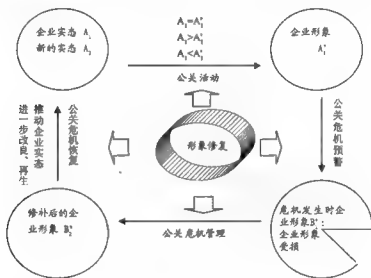 企业实态 A₁
新的实态 A₂
A₁=A₁'
A₁>A₁'
A₁<A₁'
公关活动
企业形象
A₁'
推动企业实态
进一步改良、再生
公关危机恢复
形象修复
公关危机预警
修补后的企
业形象
公关危机管理
危机发生时企
业形象
企业形象
受损